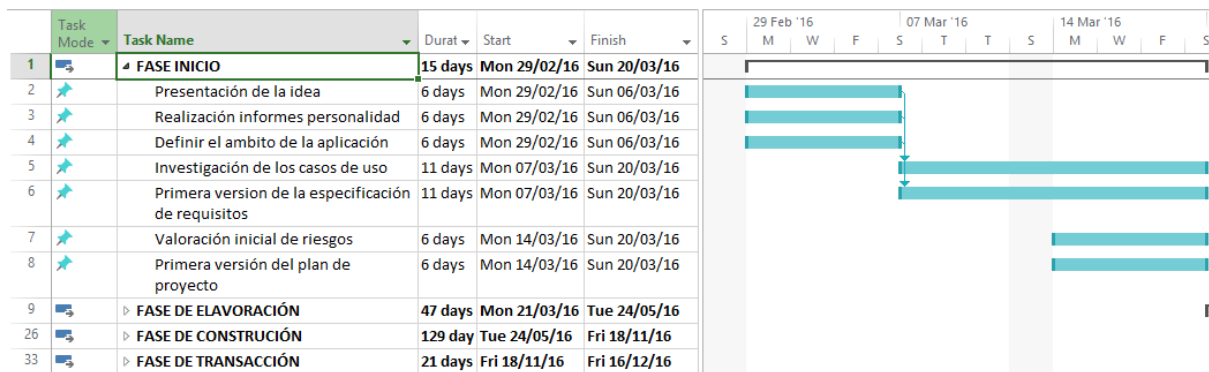 29 Feb '16 07 Mar '16 14 Mar '16
Task Mode Task Name Durat Start Finish S M W F S T T S M W F S
1 FASE INICIO 15 days Mon 29/02/16 Sun 20/03/16
2 Presentación de la idea 6 days Mon 29/02/16 Sun 06/03/16
3 Realización informes personalidad 6 days Mon 29/02/16 Sun 06/03/16
4 Definir el ambito de la aplicación 6 days Mon 29/02/16 Sun 06/03/16
5 Investigación de los casos de uso 11 days Mon 07/03/16 Sun 20/03/16
6 Primera version de la especificación 11 days Mon 07/03/16 Sun 20/03/16
de requisitos
7 Valoración inicial de riesgos 6 days Mon 14/03/16 Sun 20/03/16
8 Primera versión del plan de 6 days Mon 14/03/16 Sun 20/03/16
proyecto
9 FASE DE ELAVORACIÓN 47 days Mon 21/03/16 Tue 24/05/16
26 FASE DE CONSTRUCIÓN 129 day Tue 24/05/16 Fri 18/11/16
33 FASE DE TRANSACCIÓN 21 days Fri 18/11/16 Fri 16/12/16